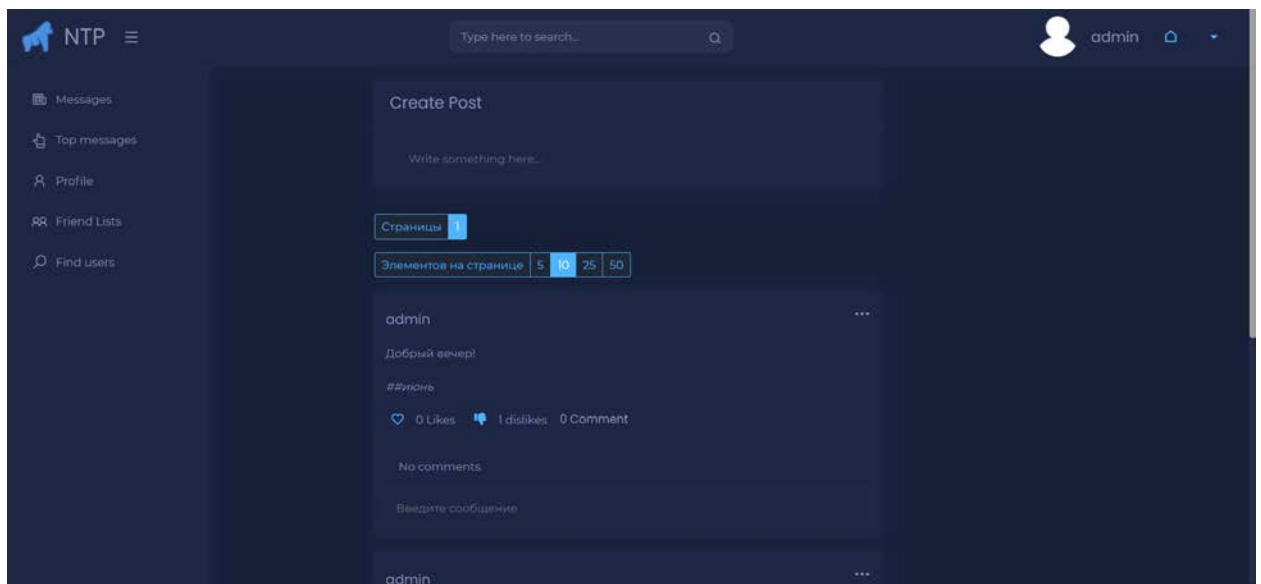 NTP
Type here to search...
admin
Messages
Top messages
Profile
Friend Lists
Find users
Create Post
Write something here...
Страницы 1
Элементов на странице 5 10 25 50
admin
Добрый вечер!
##июнь
0 Likes 1 dislikes 0 Comment
No comments
Введите сообщение
admin